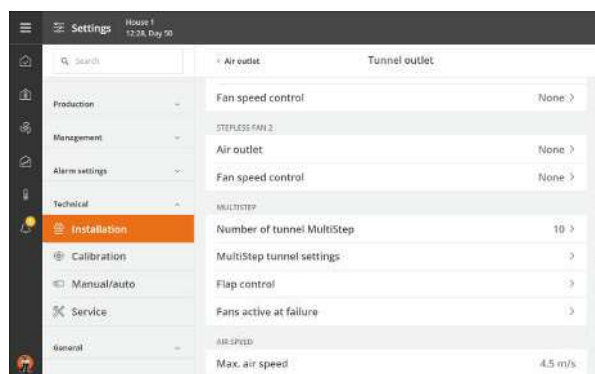 Settings
House 1
12:28, Day 50
Search
Production
Management
Alarm settings
Technical
Installation
Calibration
Manual/auto
Service
General
Air outlet
Tunnel outlet
Fan speed control None
STEPLESS FAN 2
Air outlet None
Fan speed control None
MULTISTEP
Number of tunnel MultiStep 10
MultiStep tunnel settings
Flap control
Fans active at failure
AIR SPEED
Max. air speed 4.5 m/s